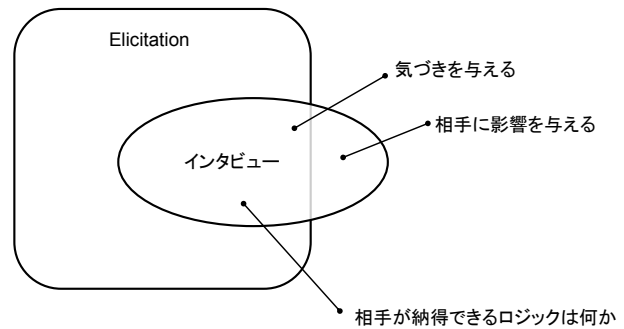 Elicitation
気づきを与える
相手に影響を与える
インタビュー
相手が納得できるロジックは何か